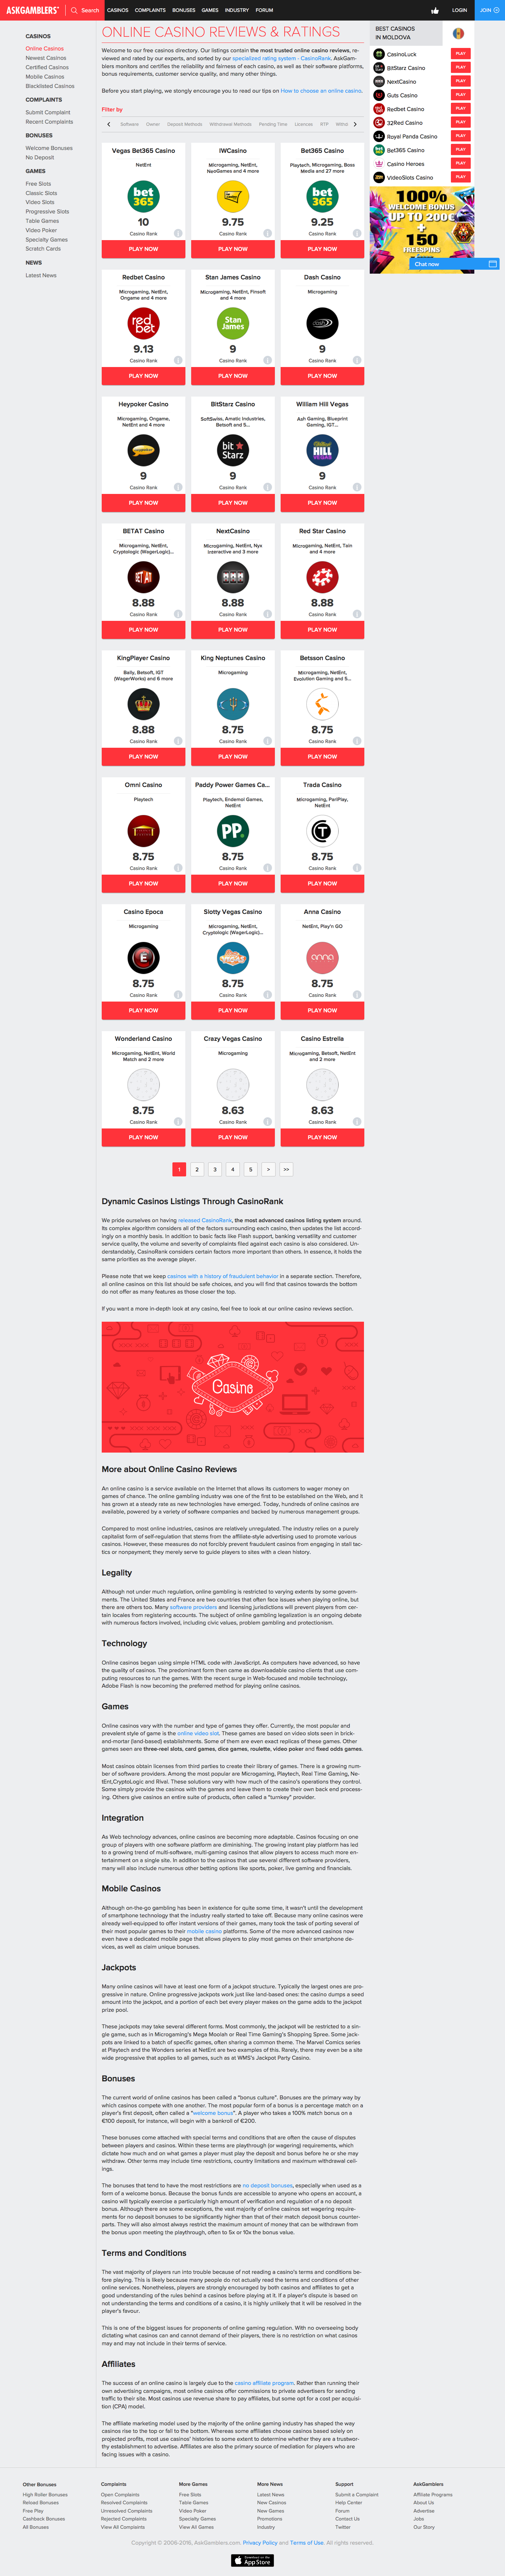 ASKGAMBLERS
Search
CASINOS
COMPLAINTS
BONUSES
GAMES
INDUSTRY
FORUM
LOGIN
JOIN
CASINOS
Online Casinos
Newest Casinos
Certified Casinos
Mobile Casinos
Blacklisted Casinos
COMPLAINTS
Submit Complaint
Recent Complaints
BONUSES
Welcome Bonuses
No Deposit
GAMES
Free Slots
Classic Slots
Video Slots
Progressive Slots
Table Games
Video Poker
Specialty Games
Scratch Cards
NEWS
Latest News
ONLINE CASINO REVIEWS & RATINGS
Welcome to our free casinos directory. Our listings contain the most trusted online casino reviews, re-
viewed and rated by our experts, and sorted by our specialized rating system - CasinoRank. AskGam-
blers monitors and certifies the reliability and fairness of each casino, as well as their software platforms,
bonus requirements, customer service quality, and many other things.
Before you start playing, we strongly encourage you to read our tips on How to choose an online casino.
Filter by
Software
Owner
Deposit Methods
Withdrawal Methods
Pending Time
Licences
RTP
Withd
Vegas Bet365 Casino
NetEnt
bet365
10
Casino Rank
PLAY NOW
IWCasino
Microgaming, NetEnt,
NeoGames and 4 more
9.75
Casino Rank
PLAY NOW
Bet365 Casino
Playtech, Microgaming, Boss
Media and 27 more
bet365
9.25
Casino Rank
PLAY NOW
Redbet Casino
Microgaming, NetEnt,
Ongame and 4 more
red bet
9.13
Casino Rank
PLAY NOW
Stan James Casino
Microgaming, NetEnt, Finsoft
and 4 more
Stan James
9
Casino Rank
PLAY NOW
Dash Casino
Microgaming
dash
9
Casino Rank
PLAY NOW
Heypoker Casino
Microgaming, Ongame,
NetEnt and 4 more
9
Casino Rank
PLAY NOW
BitStarz Casino
SoftSwiss, Amatic Industries,
Betsoft and 5...
bit Starz
9
Casino Rank
PLAY NOW
William Hill Vegas
Ash Gaming, Blueprint
Gaming, IGT...
William HILL VEGAS
9
Casino Rank
PLAY NOW
BETAT Casino
Microgaming, NetEnt,
Cryptologic (WagerLogic)...
BETAT
8.88
Casino Rank
PLAY NOW
NextCasino
Microgaming, NetEnt, Nyx
Interactive and 3 more
8.88
Casino Rank
PLAY NOW
Red Star Casino
Microgaming, NetEnt, Tain
and 4 more
8.88
Casino Rank
PLAY NOW
KingPlayer Casino
Bally, Betsoft, IGT
(WagerWorks) and 6 more
8.88
Casino Rank
PLAY NOW
King Neptunes Casino
Microgaming
8.75
Casino Rank
PLAY NOW
Betsson Casino
Microgaming, NetEnt,
Evolution Gaming and 5...
8.75
Casino Rank
PLAY NOW
Omni Casino
Playtech
8.75
Casino Rank
PLAY NOW
Paddy Power Games Ca...
Playtech, Endemol Games,
NetEnt
PP
8.75
Casino Rank
PLAY NOW
Trada Casino
Microgaming, PariPlay,
NetEnt
8.75
Casino Rank
PLAY NOW
Casino Epoca
Microgaming
E
8.75
Casino Rank
PLAY NOW
Slotty Vegas Casino
Microgaming, NetEnt,
Cryptologic (WagerLogic)...
8.75
Casino Rank
PLAY NOW
Anna Casino
NetEnt, Play'n GO
anna
8.75
Casino Rank
PLAY NOW
Wonderland Casino
Microgaming, NetEnt, World
Match and 2 more
8.75
Casino Rank
PLAY NOW
Crazy Vegas Casino
Microgaming
8.63
Casino Rank
PLAY NOW
Casino Estrella
Microgaming, Betsoft, NetEnt
and 2 more
8.63
Casino Rank
PLAY NOW
1 2 3 4 5 > >>
Dynamic Casinos Listings Through CasinoRank
We pride ourselves on having released CasinoRank, the most advanced casinos listing system around.
Its complex algorithm considers all of the factors surrounding each casino, then updates the list accord-
ingly on a monthly basis. In addition to basic facts like Flash support, banking versatility and customer
service quality, the volume and severity of complaints filed against each casino is also considered. Un-
derstandably, CasinoRank considers certain factors more important than others. In essence, it holds the
same priorities as the average player.
Please note that we keep casinos with a history of fraudulent behavior in a separate section. Therefore,
all online casinos on this list should be safe choices, and you will find that casinos towards the bottom
do not offer as many features as those closer to the top.
If you want a more in-depth look at any casino, feel free to look at our online casino reviews section.
Casino
More about Online Casino Reviews
An online casino is a service available on the Internet that allows its customers to wager money on
games of chance. The online gambling industry was one of the first to be established on the Web, and it
has grown at a steady rate as new technologies have emerged. Today, hundreds of online casinos are
available, powered by a variety of software companies and backed by numerous management groups.
Compared to most online industries, casinos are relatively unregulated. The industry relies on a purely
capitalist form of self-regulation that stems from the affiliate-style advertising used to promote various
casinos. However, these measures do not forcibly prevent fraudulent casinos from engaging in stall tac-
tics or nonpayment; they merely serve to guide players to sites with a clean history.
Legality
Although not under much regulation, online gambling is restricted to varying extents by some govern-
ments. The United States and France are two countries that often face issues when playing online, but
there are others too. Many software providers and licensing jurisdictions will prevent players from cer-
tain locales from registering accounts. The subject of online gambling legalization is an ongoing debate
with numerous factors involved, including civic values, problem gambling and protectionism.
Technology
Online casinos began using simple HTML code with JavaScript. As computers have advanced, so have
the quality of casinos. The predominant form then came as downloadable casino clients that use com-
puting resources to run the games. With the recent surge in Web-focused and mobile technology,
Adobe Flash is now becoming the preferred method for playing online casinos.
Games
Online casinos vary with the number and type of games they offer. Currently, the most popular and
prevalent style of game is the online video slot. These games are based on video slots seen in brick-
and-mortar (land-based) establishments. Some of them are even exact replicas of these games. Other
games seen are three-reel slots, card games, dice games, roulette, video poker and fixed odds games.
Most casinos obtain licenses from third parties to create their library of games. There is a growing num-
ber of software providers. Among the most popular are Microgaming, Playtech, Real Time Gaming, Ne-
tEnt,CryptoLogic and Rival. These solutions vary with how much of the casino's operations they control.
Some simply provide the casinos with the games and leave them to create their own back end process-
ing. Others give casinos an entire suite of products, often called a "turnkey" provider.
Integration
As Web technology advances, online casinos are becoming more adaptable. Casinos focusing on one
group of players with one software platform are diminishing. The growing instant play platform has led
to a growing trend of multi-software, multi-gaming casinos that allow players to access much more en-
tertainment on a single site. In addition to the casinos that use several different software providers,
many will also include numerous other betting options like sports, poker, live gaming and financials.
Mobile Casinos
Although on-the-go gambling has been in existence for quite some time, it wasn't until the development
of smartphone technology that the industry really started to take off. Because many online casinos were
already well-equipped to offer instant versions of their games, many took the task of porting several of
their most popular games to their mobile casino platforms. Some of the more advanced casinos now
even have a dedicated mobile page that allows players to play most games on their smartphone or de-
vices, as well as claim unique bonuses.
Jackpots
Many online casinos will have at least one form of a jackpot structure. Typically the largest ones are pro-
gressive in nature. Online progressive jackpots work just like land-based ones: the casino dumps a seed
amount into the jackpot, and a portion of each bet every player makes on the game adds to the jackpot
prize pool.
These jackpots may take several different forms. Most commonly, the jackpot will be restricted to a sin-
gle game, such as in Microgaming's Mega Moolah or Real Time Gaming's Shopping Spree. Some jack-
pots are linked to a batch of specific games, often sharing a common theme. The Marvel Comics series
at Playtech and the Wonders series at NetEnt are two examples of this. Rarely, there may even be a site
wide progressive that applies to all games, such as at WMS's Jackpot Party Casino.
Bonuses
The current world of online casinos has been called a "bonus culture". Bonuses are the primary way by
which casinos compete with one another. The most popular form of a bonus is a percentage match on a
player's first deposit, often called a "welcome bonus". A player who takes a 100% match bonus on a
€100 deposit, for instance, will begin with a bankroll of €200.
These bonuses come attached with special terms and conditions that are often the cause of disputes
between players and casinos. Within these terms are playthrough (or wagering) requirements, which
dictate how much and on what games a player must play the deposit and bonus before he or she may
withdraw. Other terms may include time restrictions, country limitations and maximum withdrawal ceil-
ings.
The bonuses that tend to have the most restrictions are no deposit bonuses, especially when used as a
form of a welcome bonus. Because the bonus funds are accessible to anyone who opens an account, a
casino will typically exercise a particularly high amount of verification and regulation to a no deposit
bonus. Although there are some exceptions, the vast majority of online casinos set wagering require-
ments for no deposit bonuses to be significantly higher than that of their match deposit bonus counter-
parts. They will also almost always restrict the maximum amount of money that can be withdrawn from
the bonus upon meeting the playthrough, often to 5x or 10x the bonus value.
Terms and Conditions
The vast majority of players run into trouble because of not reading a casino's terms and conditions be-
fore playing. This is likely because many people do not actually read the terms and conditions of other
online services. Nonetheless, players are strongly encouraged by both casinos and affiliates to get a
good understanding of the rules behind a casinos before playing at it. If a player's dispute is based on
not understanding the terms and conditions of a casino, it is highly unlikely that it will be resolved in the
player's favour.
This is one of the biggest issues for proponents of online gaming regulation. With no overseeing body
dictating what casinos can and cannot demand of their players, there is no restriction on what casinos
may and may not include in their terms of service.
Affiliates
The success of an online casino is largely due to the casino affiliate program. Rather than running their
own advertising campaigns, most online casinos offer commissions to private advertisers for sending
traffic to their site. Most casinos use revenue share to pay affiliates, but some opt for a cost per acquisi-
tion (CPA) model.
The affiliate marketing model used by the majority of the online gaming industry has shaped the way
casinos rise to the top or fall to the bottom. Whereas some affiliates choose casinos based solely on
projected profits, most use casinos' histories to some extent to determine whether they are a trustwor-
thy establishment to advertise. Affiliates are also the primary source of mediation for players who are
facing issues with a casino.
BEST CASINOS
IN MOLDOVA
CasinoLuck PLAY
BitStarz Casino PLAY
NextCasino PLAY
Guts Casino PLAY
Redbet Casino PLAY
32Red Casino PLAY
Royal Panda Casino PLAY
Bet365 Casino PLAY
Casino Heroes PLAY
VideoSlots Casino PLAY
100%
WELCOME BONUS
UP TO 200€
+
150
FREESPINS
Chat now
Other Bonuses
High Roller Bonuses
Reload Bonuses
Free Play
Cashback Bonuses
All Bonuses
Complaints
Open Complaints
Resolved Complaints
Unresolved Complaints
Rejected Complaints
View All Complaints
More Games
Free Slots
Table Games
Video Poker
Specialty Games
View All Games
More News
Latest News
New Casinos
New Games
Promotions
Industry
Support
Submit a Complaint
Help Center
Forum
Contact Us
Twitter
AskGamblers
Affiliate Programs
About Us
Advertise
Jobs
Our Story
Copyright © 2006-2016, AskGamblers.com. Privacy Policy and Terms of Use. All rights reserved.
Download on the
App Store